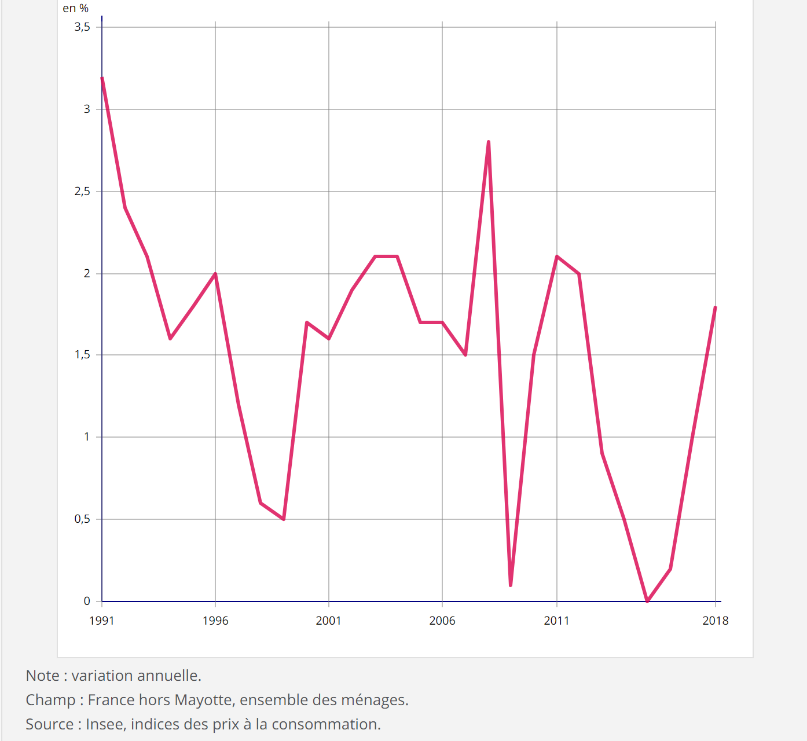 en %
3,5
3
2,5
2
1,5
1
0,5
0
1991 1996 2001 2006 2011 2018
Note : variation annuelle.
Champ : France hors Mayotte, ensemble des ménages.
Source : Insee, indices des prix à la consommation.